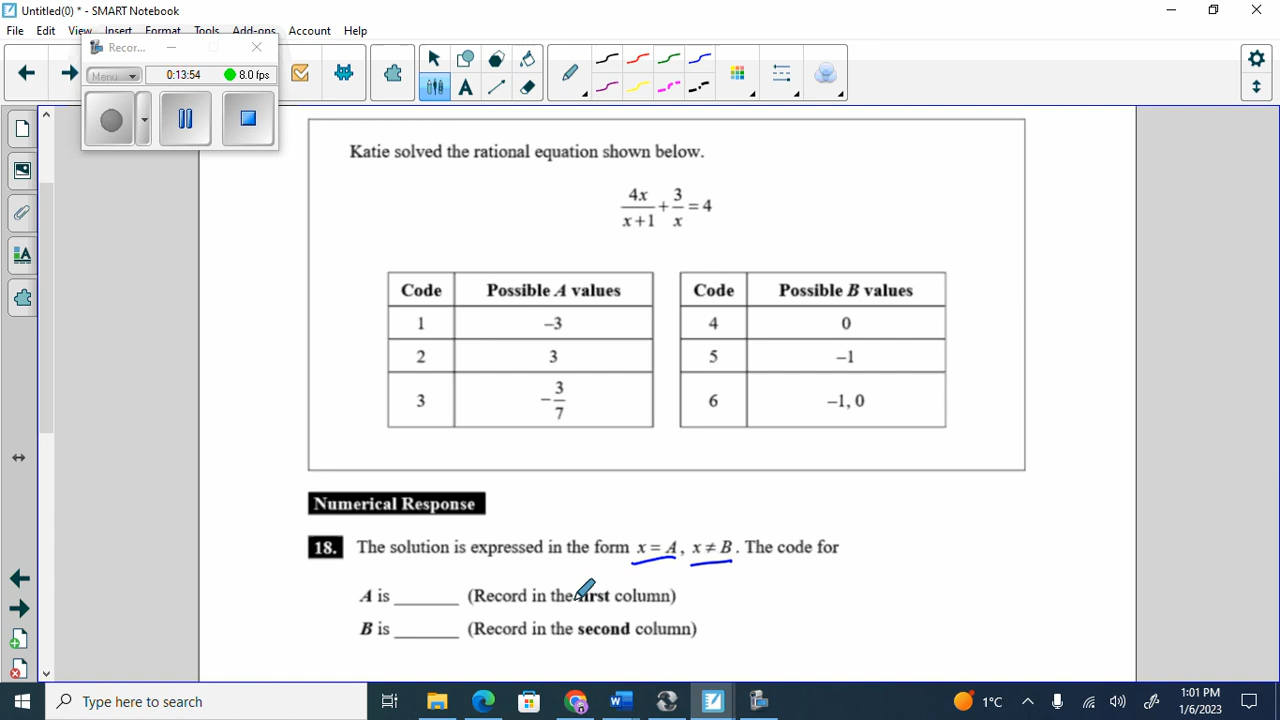 Untitled(0) * - SMART Notebook
File Edit View Insert Format Tools Add-ons Account Help
Recor...
Menu 0:13:54 8.0 fps
Katie solved the rational equation shown below.
4x/(x+1) + 3/x = 4
Code Possible A values Code Possible B values
1 –3 4 0
2 3 5 –1
3 –3/7 6 –1, 0
Numerical Response
18. The solution is expressed in the form x = A, x ≠ B. The code for
A is ______ (Record in the first column)
B is ______ (Record in the second column)
Type here to search
1°C
1:01 PM
1/6/2023